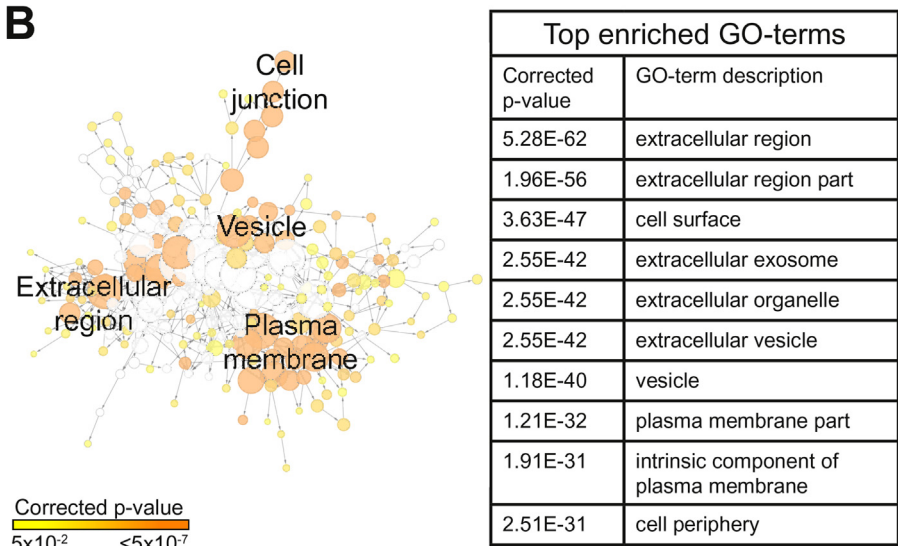 B
Cell
junction
Vesicle
Extracellular
region
Plasma
membrane
Corrected p-value
5x10⁻² <5x10⁻⁷
Top enriched GO-terms
Corrected
p-value
GO-term description
5.28E-62 extracellular region
1.96E-56 extracellular region part
3.63E-47 cell surface
2.55E-42 extracellular exosome
2.55E-42 extracellular organelle
2.55E-42 extracellular vesicle
1.18E-40 vesicle
1.21E-32 plasma membrane part
1.91E-31 intrinsic component of
plasma membrane
2.51E-31 cell periphery